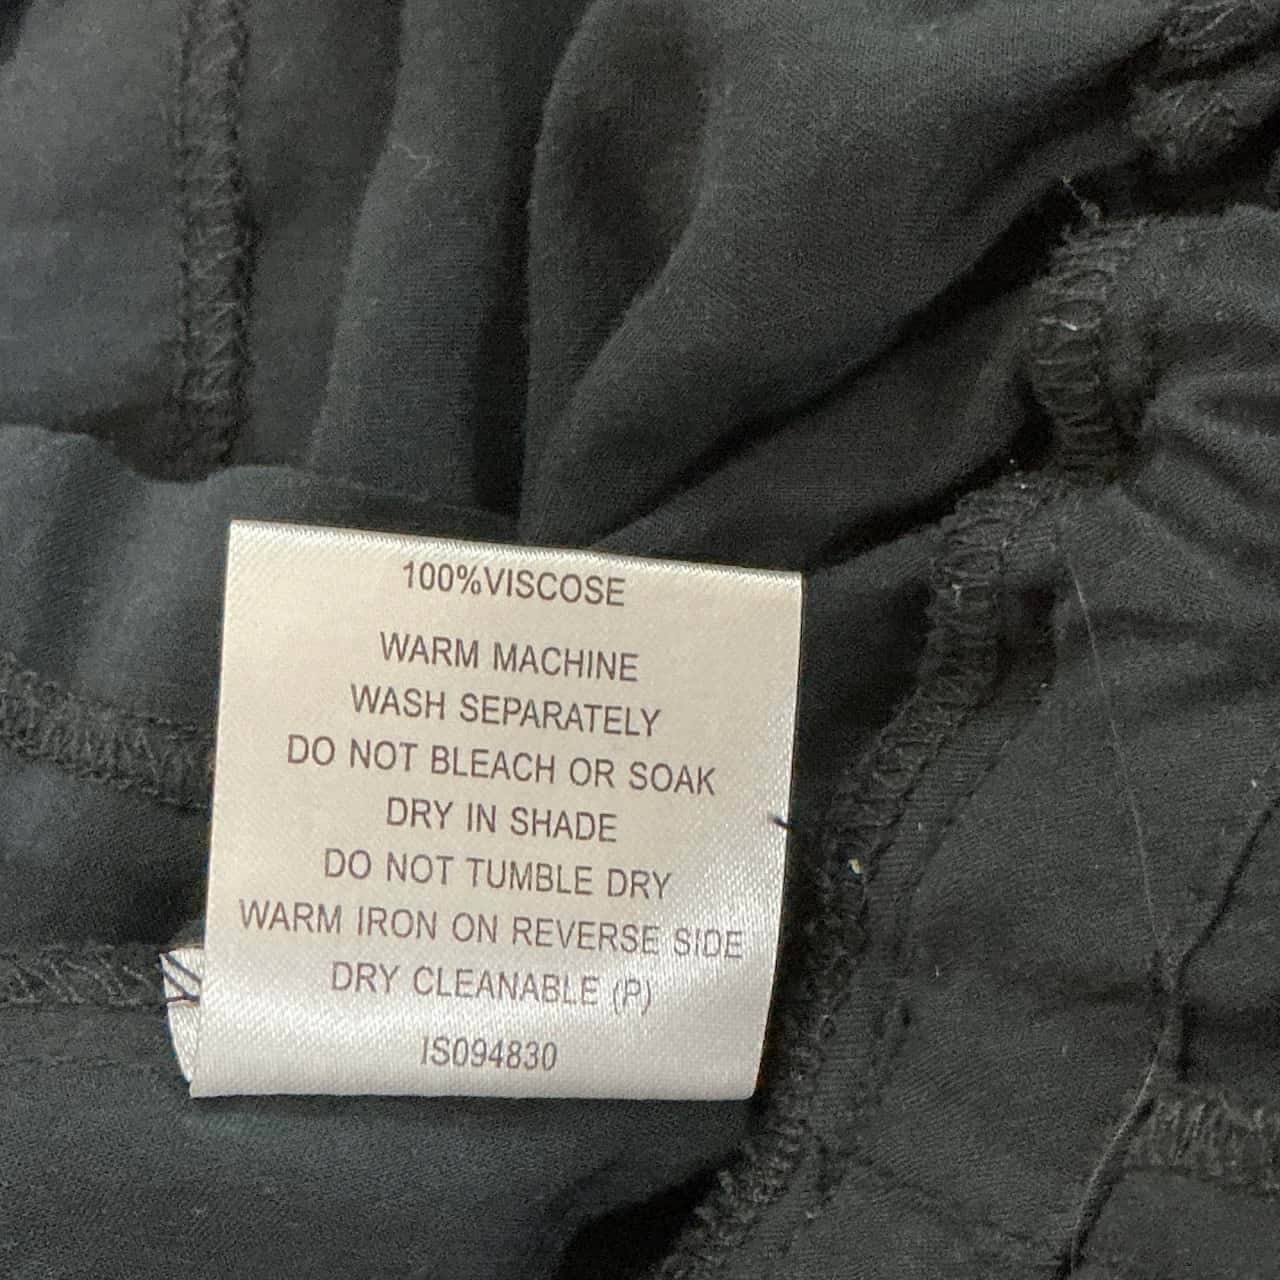 100%VISCOSE
WARM MACHINE
WASH SEPARATELY
DO NOT BLEACH OR SOAK
DRY IN SHADE
DO NOT TUMBLE DRY
WARM IRON ON REVERSE SIDE
DRY CLEANABLE (P)
IS094830